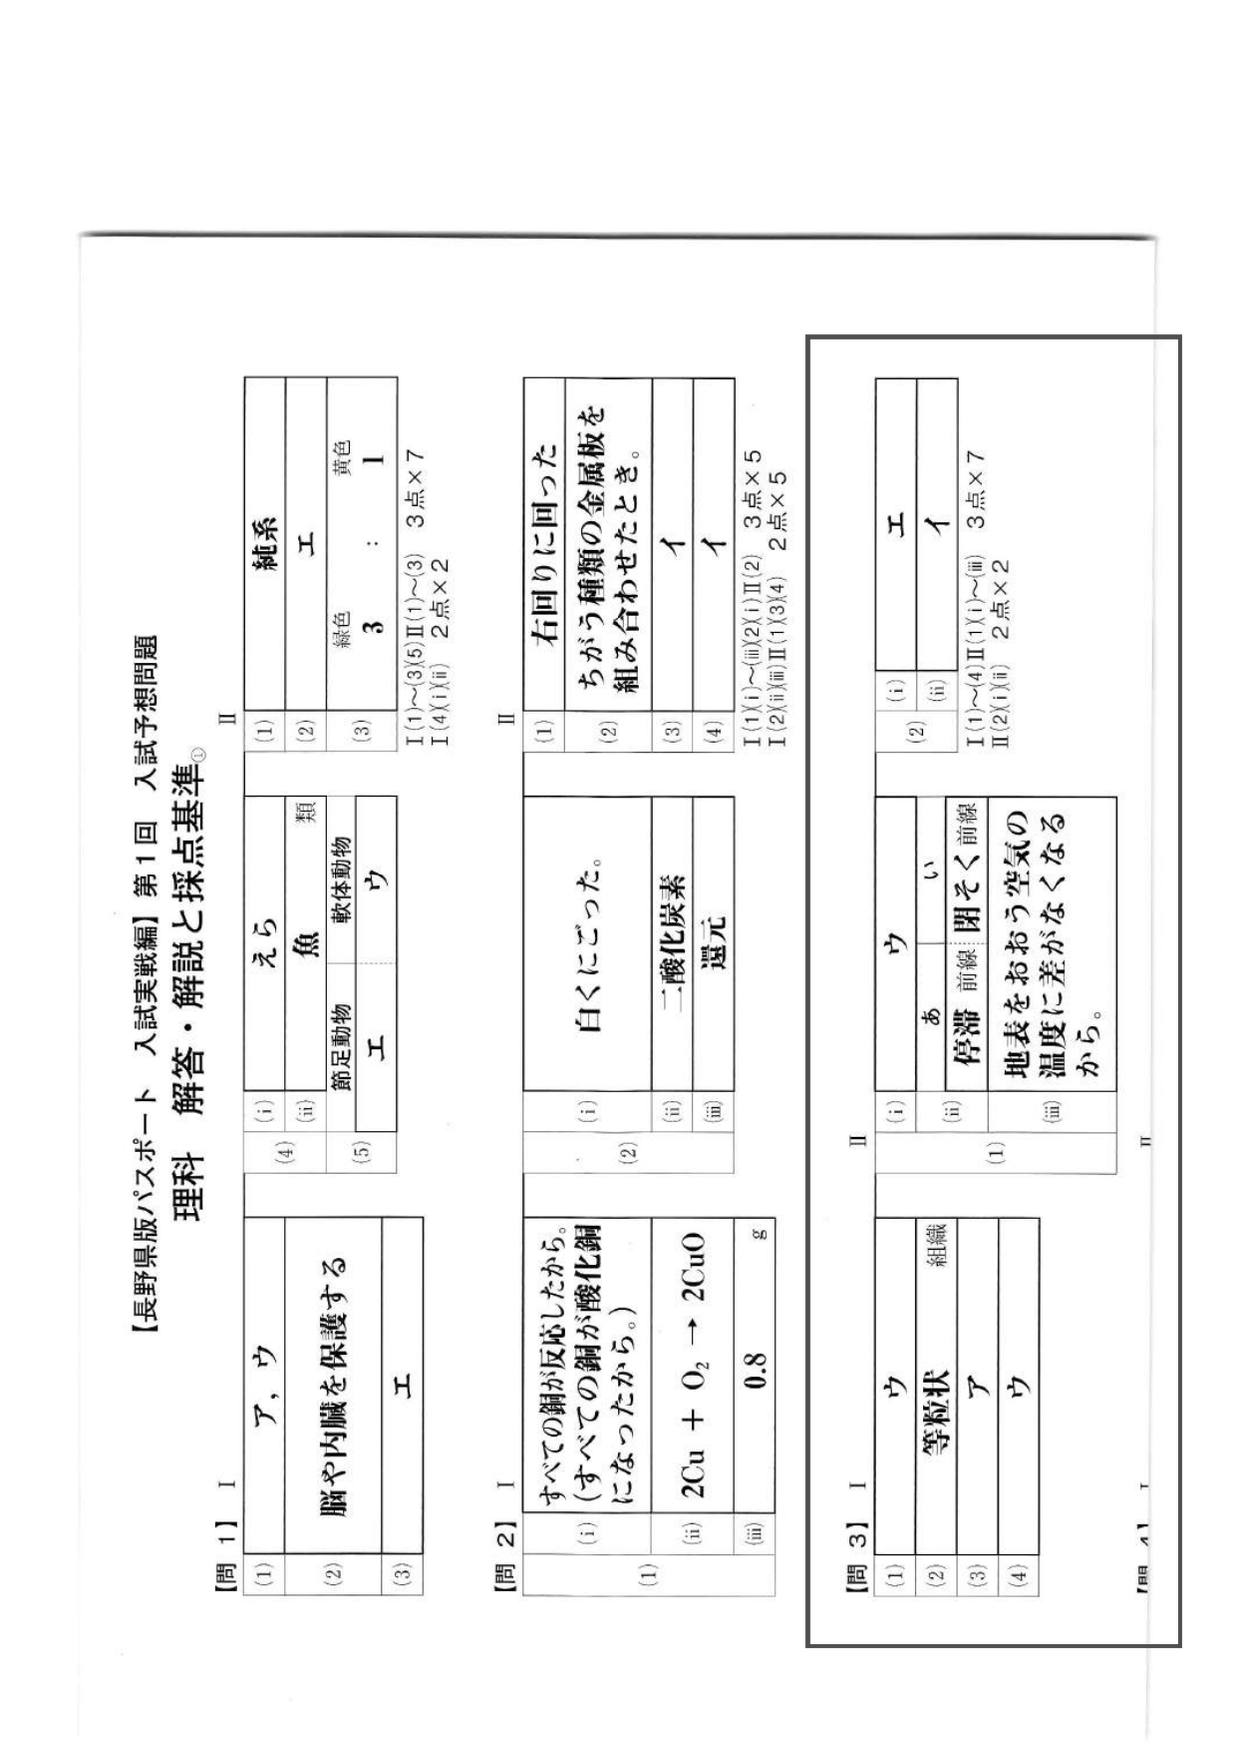 【長野県版パスポート 入試実戦編】第1回 入試予想問題
理科 解答・解説と採点基準①
【問 1】 Ⅰ
(1) ア，ウ
(2) 脳や内臓を保護する
(3) エ
(4) (ⅰ) えら
(ⅱ) 魚 類
(5) 節足動物 軟体動物
エ ウ
Ⅱ
(1) 純系
(2) エ
(3) 緑色 黄色
3 : 1
Ⅰ(1)～(3)(5)Ⅱ(1)～(3) 3点×7
Ⅰ(4)(ⅰ)(ⅱ) 2点×2
【問 2】 Ⅰ
(1) (ⅰ) すべての銅が反応したから。
(すべての銅が酸化銅
になったから。)
(ⅱ) 2Cu ＋ O₂ → 2CuO
(ⅲ) 0.8 g
(2) (ⅰ) 白くにごった。
(ⅱ) 二酸化炭素
(ⅲ) 還元
Ⅱ
(1) 右回りに回った
(2) ちがう種類の金属板を
組み合わせたとき。
(3) イ
(4) イ
Ⅰ(1)(ⅰ)～(ⅲ)(2)(ⅰ)Ⅱ(2) 3点×5
Ⅰ(2)(ⅱ)(ⅲ)Ⅱ(1)(3)(4) 2点×5
【問 3】 Ⅰ
(1) ウ
(2) 等粒状 組織
(3) ア
(4) ウ
Ⅱ
(1) (ⅰ) ウ
(ⅱ) あ い
停滞 前線 閉そく 前線
(ⅲ) 地表をおおう空気の
温度に差がなくなる
から。
(2) (ⅰ) エ
(ⅱ) イ
Ⅰ(1)～(4)Ⅱ(1)(ⅰ)～(ⅲ) 3点×7
Ⅱ(2)(ⅰ)(ⅱ) 2点×2
Ⅱ